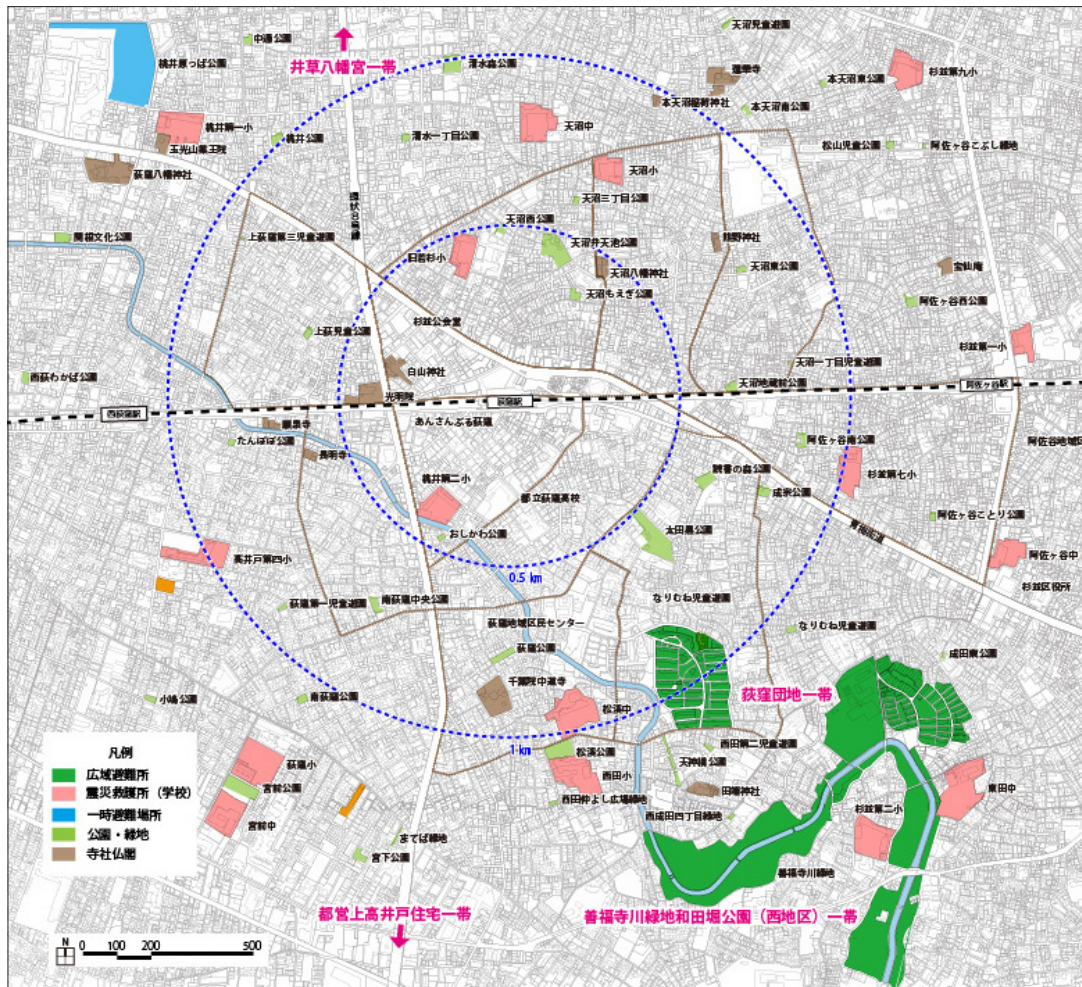 天沼児童遊園
中通公園
井草八幡宮一帯
清水森公園
蓮華寺
桃井原っぱ公園
本天沼東公園
杉並第九小
本天沼稲荷神社
本天沼南公園
桃井第一小
桃井公園
清水一丁目公園
天沼中
玉光山薬王院
松山児童公園
阿佐ヶ谷こぶし緑地
荻窪八幡神社
天沼小
環状8号線
天沼三丁目公園
天沼西公園
関根文化公園
上荻窪第三児童遊園
旧若杉小
天沼弁天池公園
熊野神社
天沼八幡神社
天沼東公園
宝仙庵
天沼もえぎ公園
阿佐ヶ谷西公園
上荻児童公園
杉並公会堂
杉並第一小
白山神社
天沼一丁目児童遊園
西荻わかば公園
天沼地蔵前公園
阿佐ヶ谷駅
光明院
荻窪駅
西荻窪駅
あんさんぶる荻窪
願泉寺
たんぽぽ公園
阿佐ヶ谷南公園
阿佐谷地域区
長明寺
読書の森公園
杉並第七小
桃井第二小
成宗公園
都立荻窪高校
阿佐ヶ谷ことり公園
おしかわ公園
太田黒公園
青梅街道
高井戸第四小
阿佐ヶ谷中
0.5 km
杉並区役所
荻窪第一児童遊園
南荻窪中央公園
なりむね児童遊園
荻窪地域区民センター
なりむね児童遊園
荻窪公園
成田東公園
千葉院中道寺
荻窪団地一帯
小嶋公園
南荻窪公園
松渓中
1 km
松渓公園
西田第二児童遊園
凡例
広域避難所
震災救護所（学校）
一時避難場所
公園・緑地
寺社仏閣
荻窪小
宮前公園
宮前中
西田小
天神橋公園
田端神社
東田中
西田仲よし広場緑地
西成田四丁目緑地
杉並第二小
まてば緑地
宮下公園
善福寺川緑地
都営上高井戸住宅一帯
善福寺川緑地和田堀公園（西地区）一帯
N
0 100 200 500